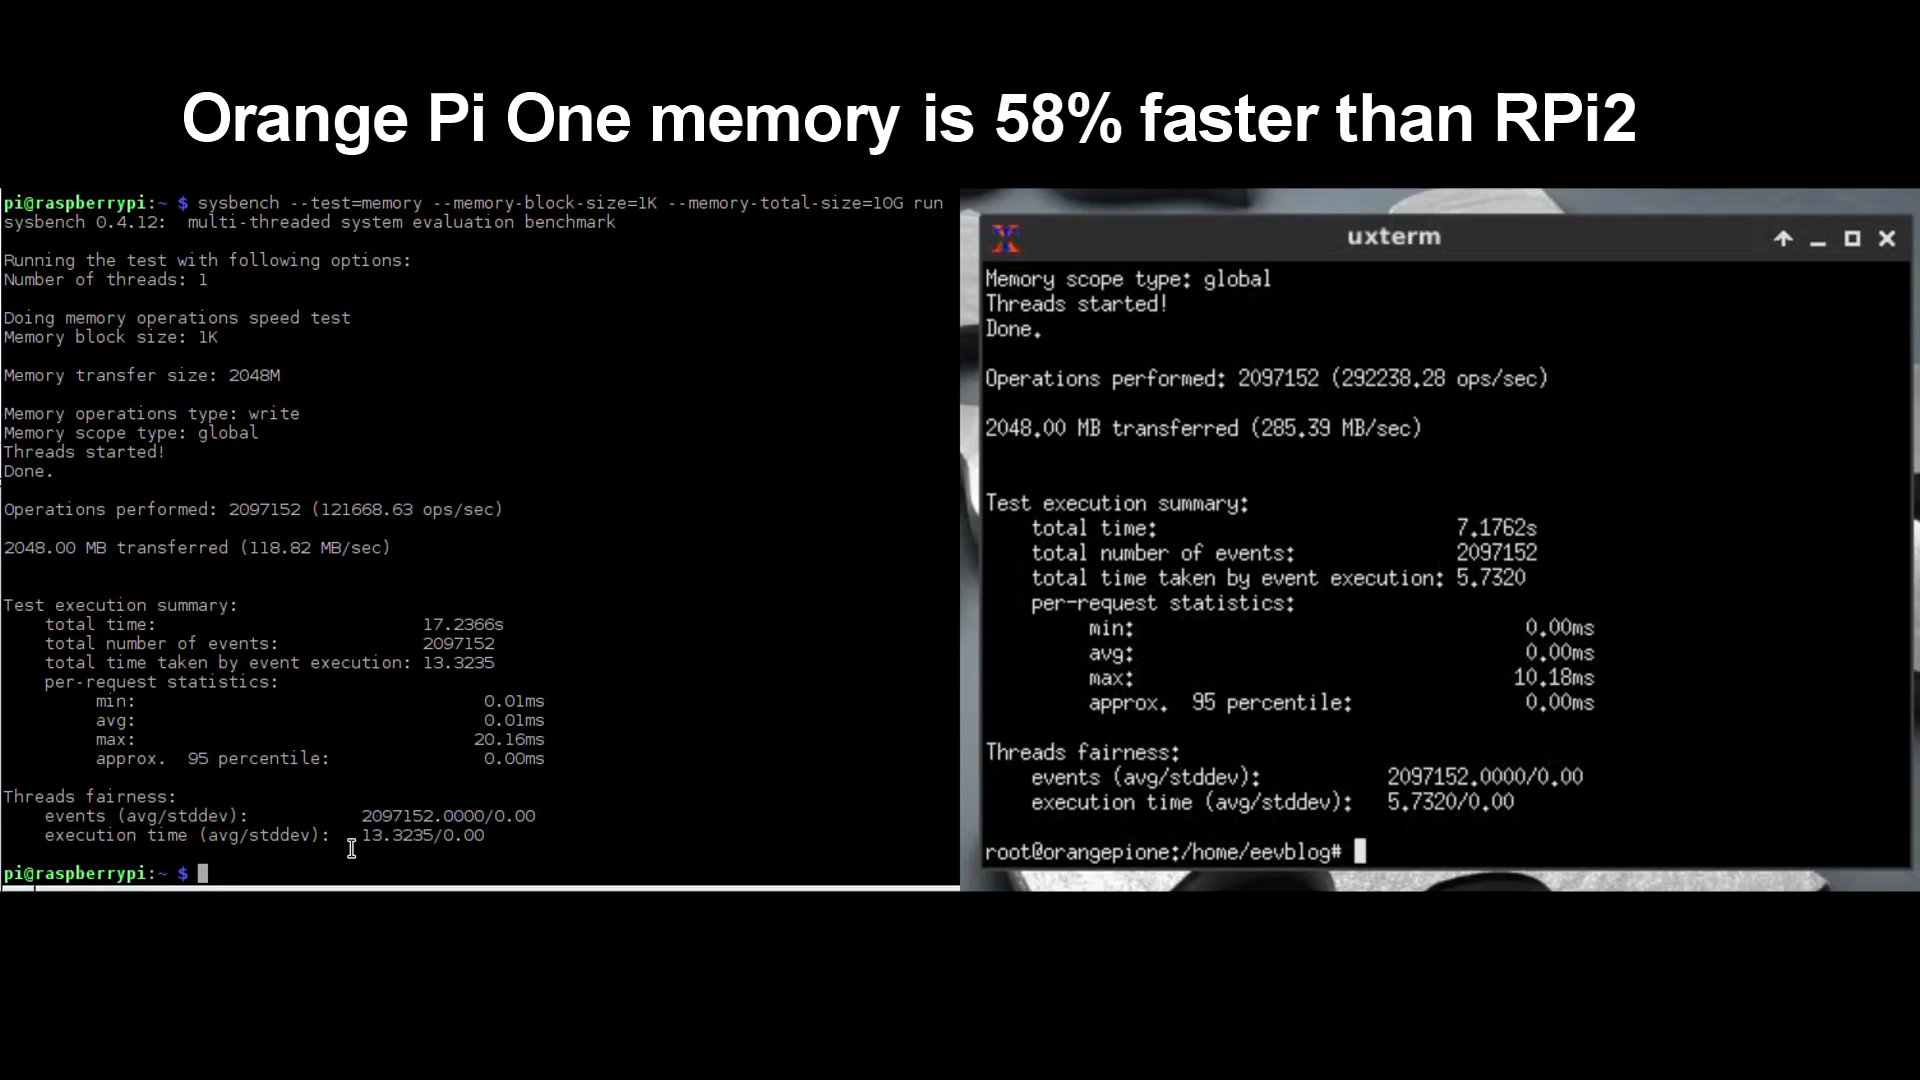 Orange Pi One memory is 58% faster than RPi2
pi@raspberrypi:~ $ sysbench --test=memory --memory-block-size=1K --memory-total-size=10G run
sysbench 0.4.12:  multi-threaded system evaluation benchmark
Running the test with following options:
Number of threads: 1
Doing memory operations speed test
Memory block size: 1K
Memory transfer size: 2048M
Memory operations type: write
Memory scope type: global
Threads started!
Done.
Operations performed: 2097152 (121668.63 ops/sec)
2048.00 MB transferred (118.82 MB/sec)
Test execution summary:
total time: 17.2366s
total number of events: 2097152
total time taken by event execution: 13.3235
per-request statistics:
min: 0.01ms
avg: 0.01ms
max: 20.16ms
approx.  95 percentile: 0.00ms
Threads fairness:
events (avg/stddev): 2097152.0000/0.00
execution time (avg/stddev): 13.3235/0.00
pi@raspberrypi:~ $
uxterm
Memory scope type: global
Threads started!
Done.
Operations performed: 2097152 (292238.28 ops/sec)
2048.00 MB transferred (285.39 MB/sec)
Test execution summary:
total time: 7.1762s
total number of events: 2097152
total time taken by event execution: 5.7320
per-request statistics:
min: 0.00ms
avg: 0.00ms
max: 10.18ms
approx.  95 percentile: 0.00ms
Threads fairness:
events (avg/stddev): 2097152.0000/0.00
execution time (avg/stddev): 5.7320/0.00
root@orangepione:/home/eevblog#